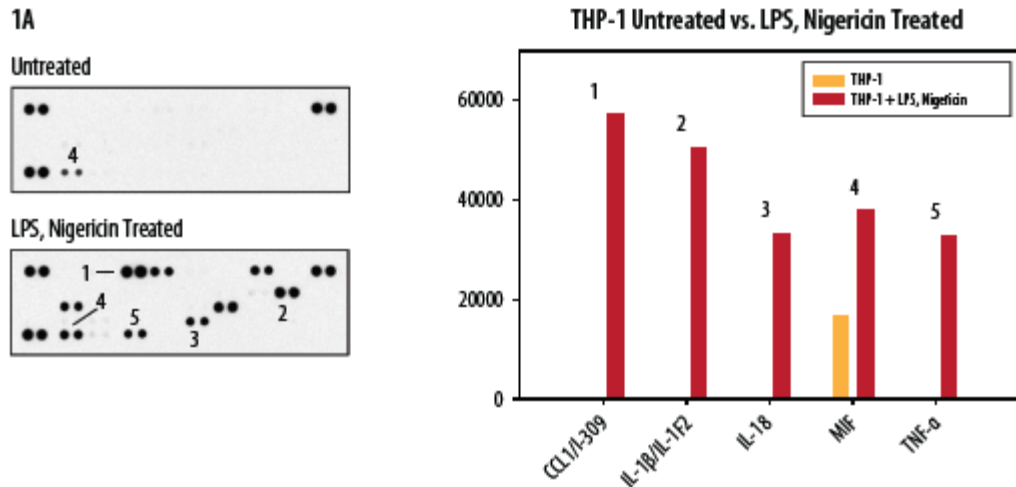 1A
Untreated
4
LPS, Nigericin Treated
1
4
5
3
2
THP-1 Untreated vs. LPS, Nigericin Treated
THP-1
THP-1 + LPS, Nigericin
60000
40000
20000
0
1
2
3
4
5
CCL1/I-309
IL-1β/IL-1F2
IL-18
MIF
TNF-α